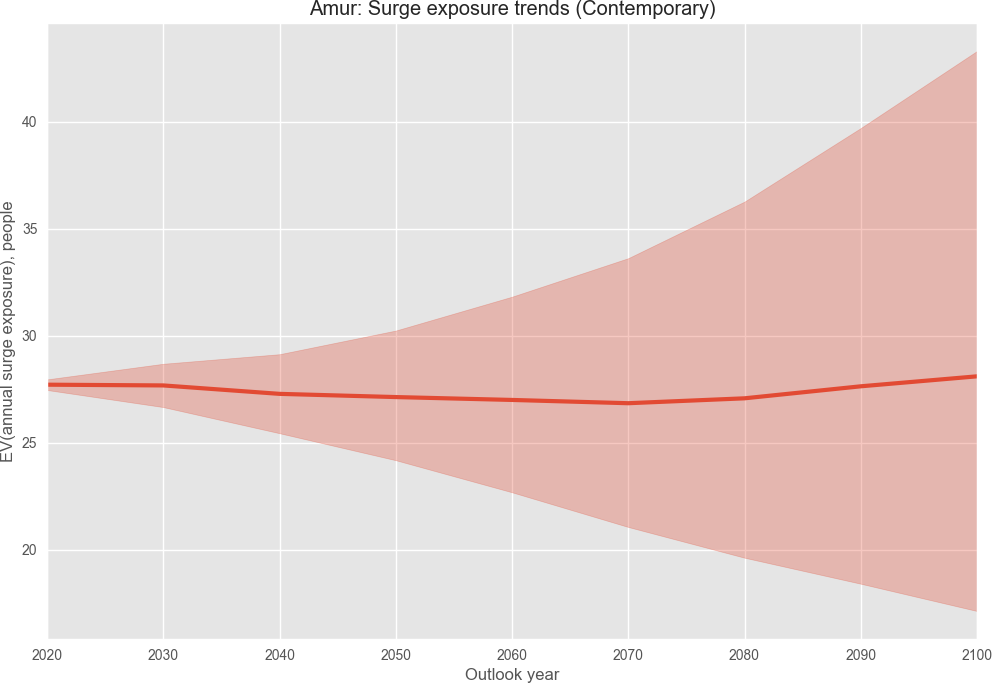 Amur: Surge exposure trends (Contemporary)
EV(annual surge exposure), people
40
35
30
25
20
2020 2030 2040 2050 2060 2070 2080 2090 2100
Outlook year